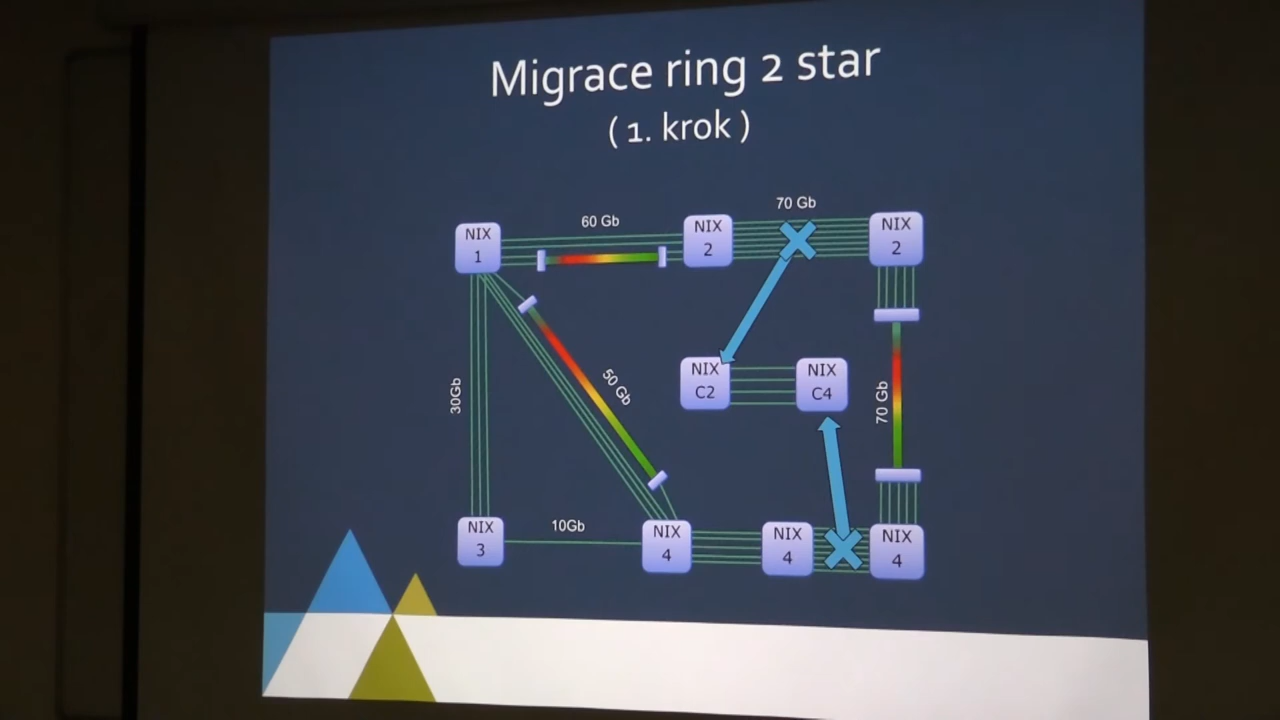 Migrace ring 2 star
( 1. krok )
70 Gb
60 Gb
NIX
1
NIX
2
NIX
2
NIX
C2
NIX
C4
30Gb
50 Gb
70 Gb
10Gb
NIX
3
NIX
4
NIX
4
NIX
4